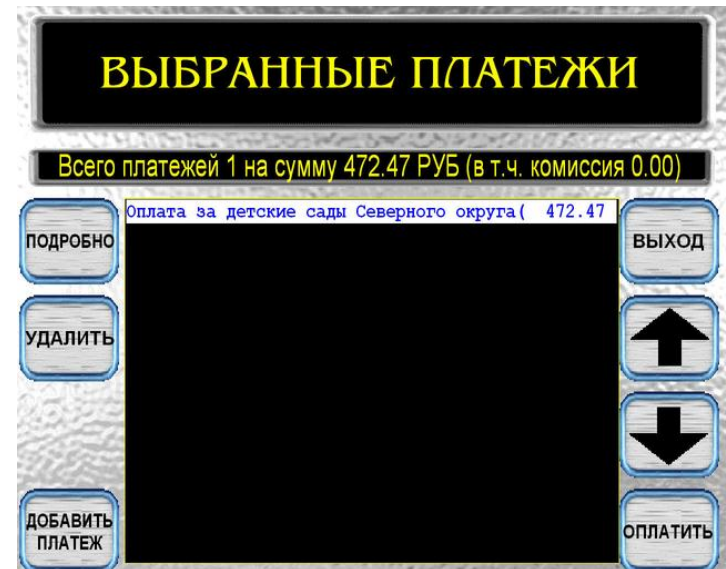 ВЫБРАННЫЕ ПЛАТЕЖИ
Всего платежей 1 на сумму 472.47 РУБ (в т.ч. комиссия 0.00)
Оплата за детские сады Северного округа( 472.47
ПОДРОБНО
ВЫХОД
УДАЛИТЬ
ДОБАВИТЬ
ПЛАТЕЖ
ОПЛАТИТЬ